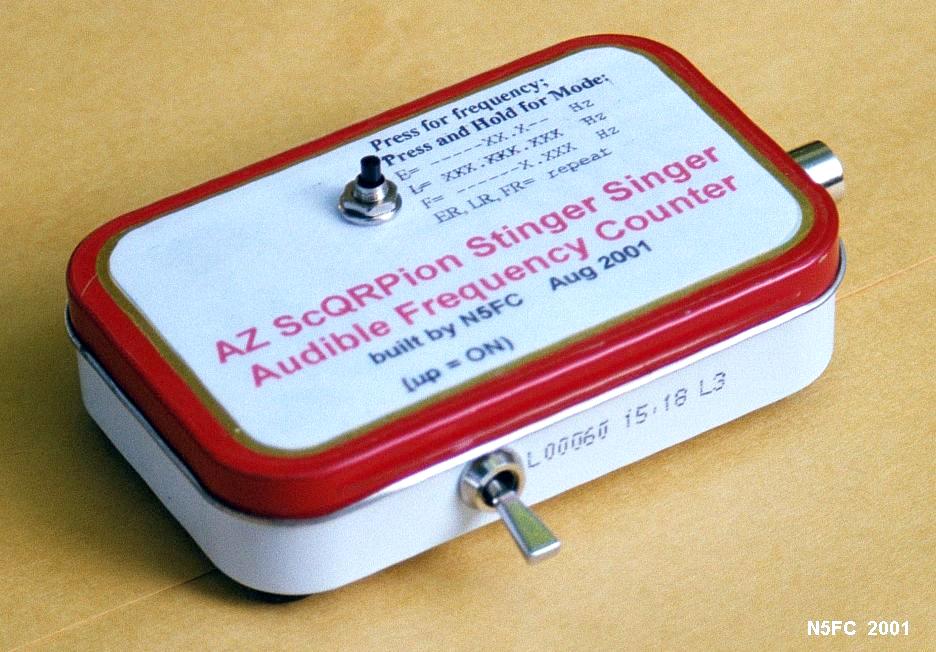 Press for frequency;
Press and Hold for Mode:
E= ------XX.X-- Hz
L= XXX.XXX.XXX Hz
F= ------X.XXX Hz
ER, LR, FR= repeat
AZ ScQRPion Stinger Singer
Audible Frequency Counter
built by N5FC Aug 2001
(up = ON)
L00060 15:18 L3
N5FC 2001